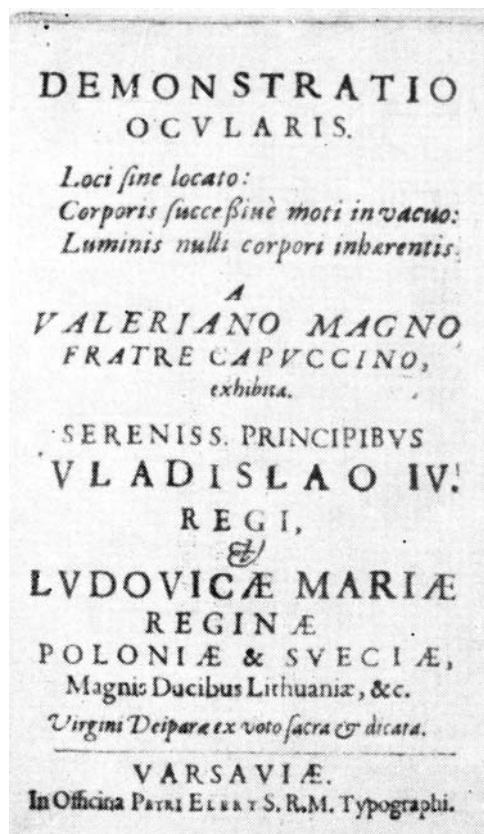 DEMONSTRATIO
OCVLARIS.
Loci ſine locato:
Corporis ſucceßiuè moti in vacuo:
Luminis nulli corpori inhærentis.
A
VALERIANO MAGNO
FRATRE CAPVCCINO,
exhibita.
SERENISS. PRINCIPIBVS
VLADISLAO IV.
REGI,
&
LVDOVICÆ MARIÆ
REGINÆ
POLONIÆ & SVECIÆ,
Magnis Ducibus Lithuaniæ, &c.
Virgini Deiparæ ex voto ſacra & dicata.
VARSAVIÆ.
In Officina PETRI ELERT S. R. M. Typographi.